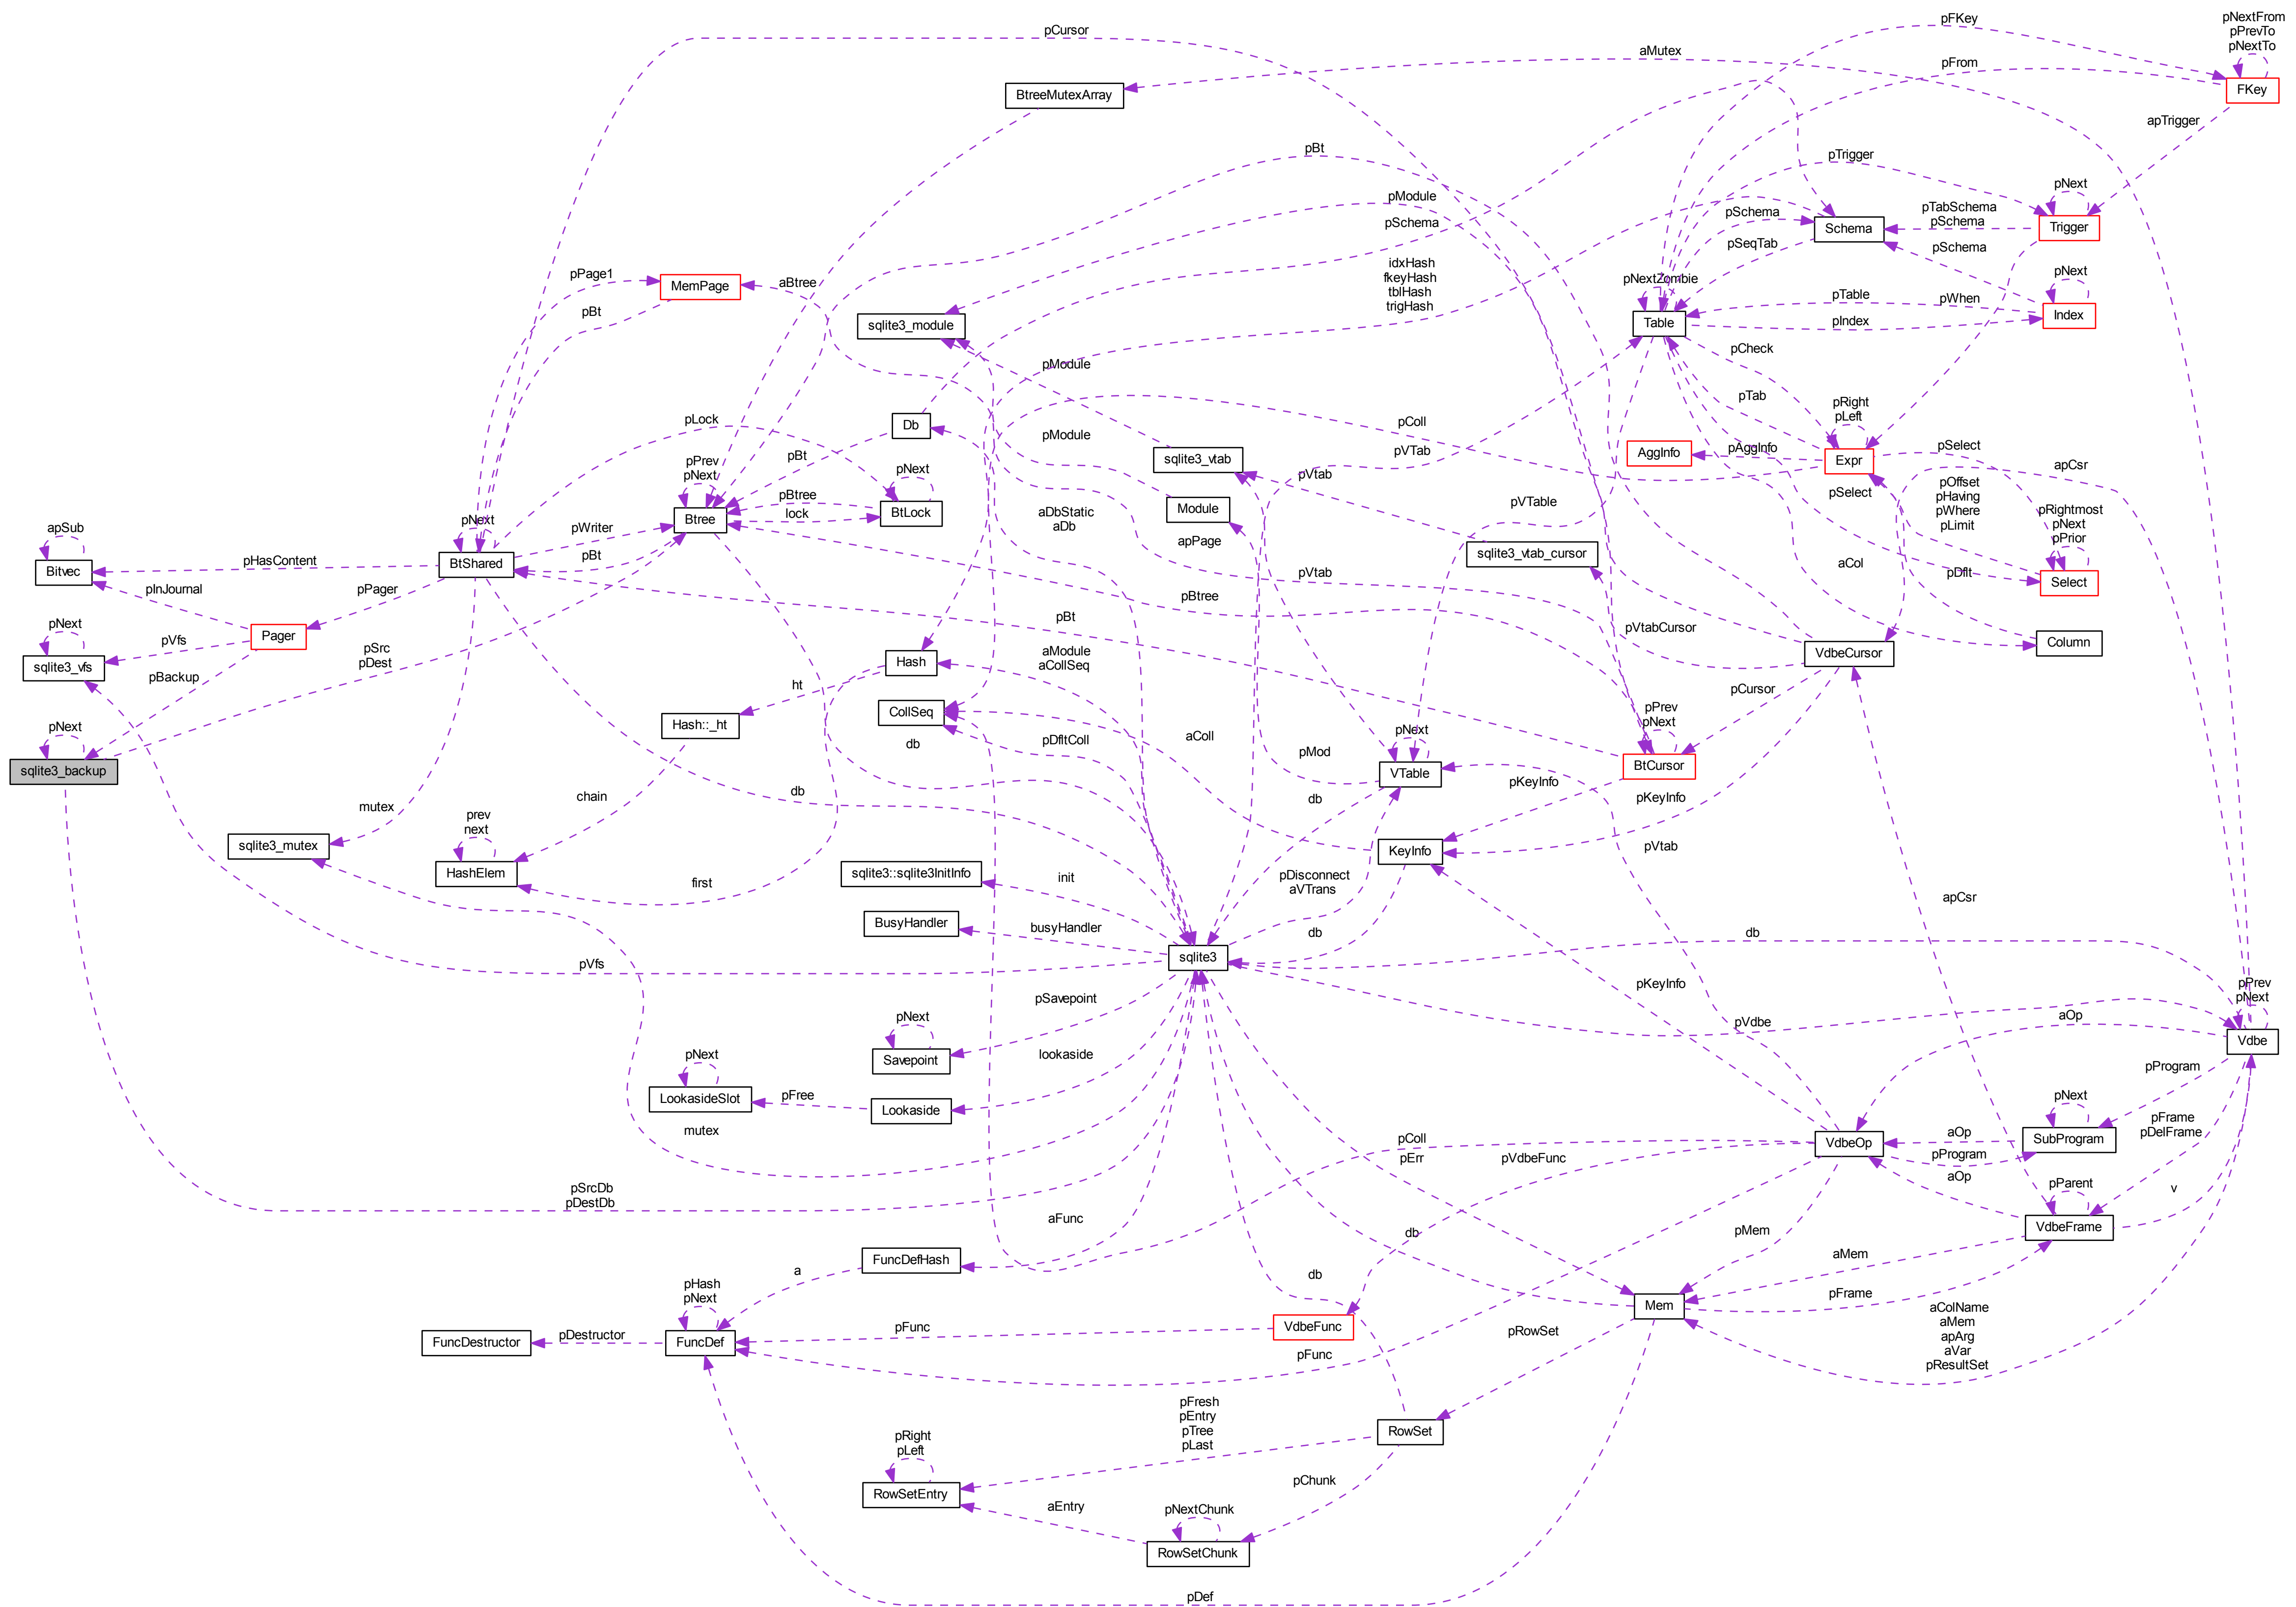 pNextFrom
pPrevTo
pNextTo
pFKey
pCursor
aMutex
pFrom
FKey
BtreeMutexArray
apTrigger
pBt
pTrigger
pNext
pModule
pSchema
pTabSchema
pSchema
pSchema
Trigger
Schema
pSeqTab
pSchema
idxHash
fkeyHash
tblHash
trigHash
pPage1
MemPage
aBtree
pNextZombie
pNext
pBt
sqlite3_module
pTable
pWhen
Index
Table
pIndex
pModule
pCheck
pRight
pLeft
pTab
pLock
Db
pColl
pModule
pVTab
sqlite3_vtab
AggInfo
pAggInfo
Expr
pSelect
apCsr
pBt
pPrev
pNext
pNext
pVtab
pSelect
pOffset
pHaving
pWhere
pLimit
pBtree
lock
BtLock
Btree
aDbStatic
aDb
Module
pVTable
pRightmost
pNext
pPrior
apSub
pNext
pWriter
apPage
sqlite3_vtab_cursor
Bitvec
pHasContent
BtShared
pBt
aCol
pDflt
Select
pInJournal
pPager
pVtab
pBtree
pBt
pVtabCursor
pNext
pVfs
Pager
Column
sqlite3_vfs
pSrc
pDest
Hash
aModule
aCollSeq
VdbeCursor
pBackup
ht
pCursor
pNext
Hash::_ht
CollSeq
pPrev
pNext
db
pDfltColl
aColl
pMod
pNext
sqlite3_backup
VTable
BtCursor
chain
db
db
pKeyInfo
pKeyInfo
mutex
prev
next
sqlite3_mutex
KeyInfo
pVtab
HashElem
first
sqlite3::sqlite3InitInfo
init
pDisconnect
aVTrans
apCsr
BusyHandler
busyHandler
db
db
pVfs
sqlite3
pKeyInfo
pPrev
pNext
pSavepoint
pVdbe
aOp
Vdbe
pNext
Savepoint
lookaside
pNext
pProgram
LookasideSlot
pFree
Lookaside
pNext
pFrame
pDelFrame
mutex
pColl
pErr
pVdbeFunc
VdbeOp
aOp
pProgram
SubProgram
aOp
pParent
v
pSrcDb
pDestDb
aFunc
VdbeFrame
FuncDefHash
db
pMem
aMem
a
pHash
pNext
db
Mem
pFrame
aColName
aMem
apArg
aVar
pResultSet
FuncDestructor
pDestructor
FuncDef
pFunc
VdbeFunc
pRowSet
pFunc
pFresh
pEntry
pTree
pLast
RowSet
pRight
pLeft
RowSetEntry
pChunk
aEntry
pNextChunk
RowSetChunk
pDef